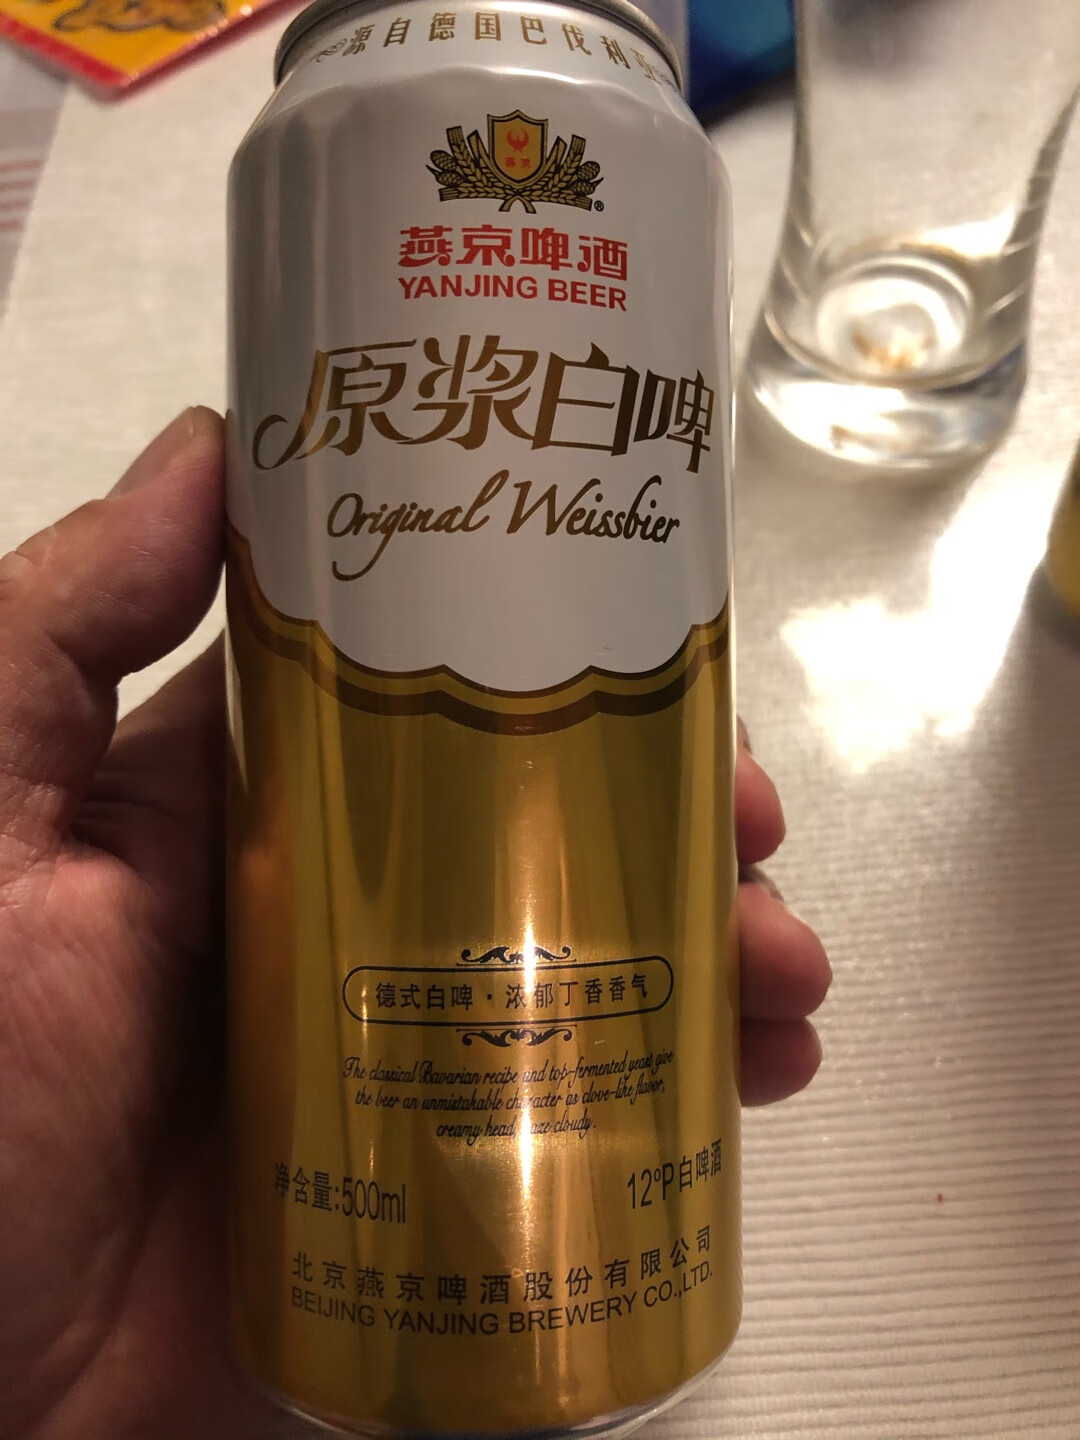 源自德国巴伐利亚
燕京
燕京啤酒
YANJING BEER
原浆白啤
Original Weissbier
德式白啤·浓郁丁香香气
The classical Bavarian recipe and top-fermented yeast give
the beer an unmistakable character as clove-like flavor,
creamy head, haze cloudy.
净含量:500ml
12°P白啤酒
北京燕京啤酒股份有限公司
BEIJING YANJING BREWERY CO.,LTD.